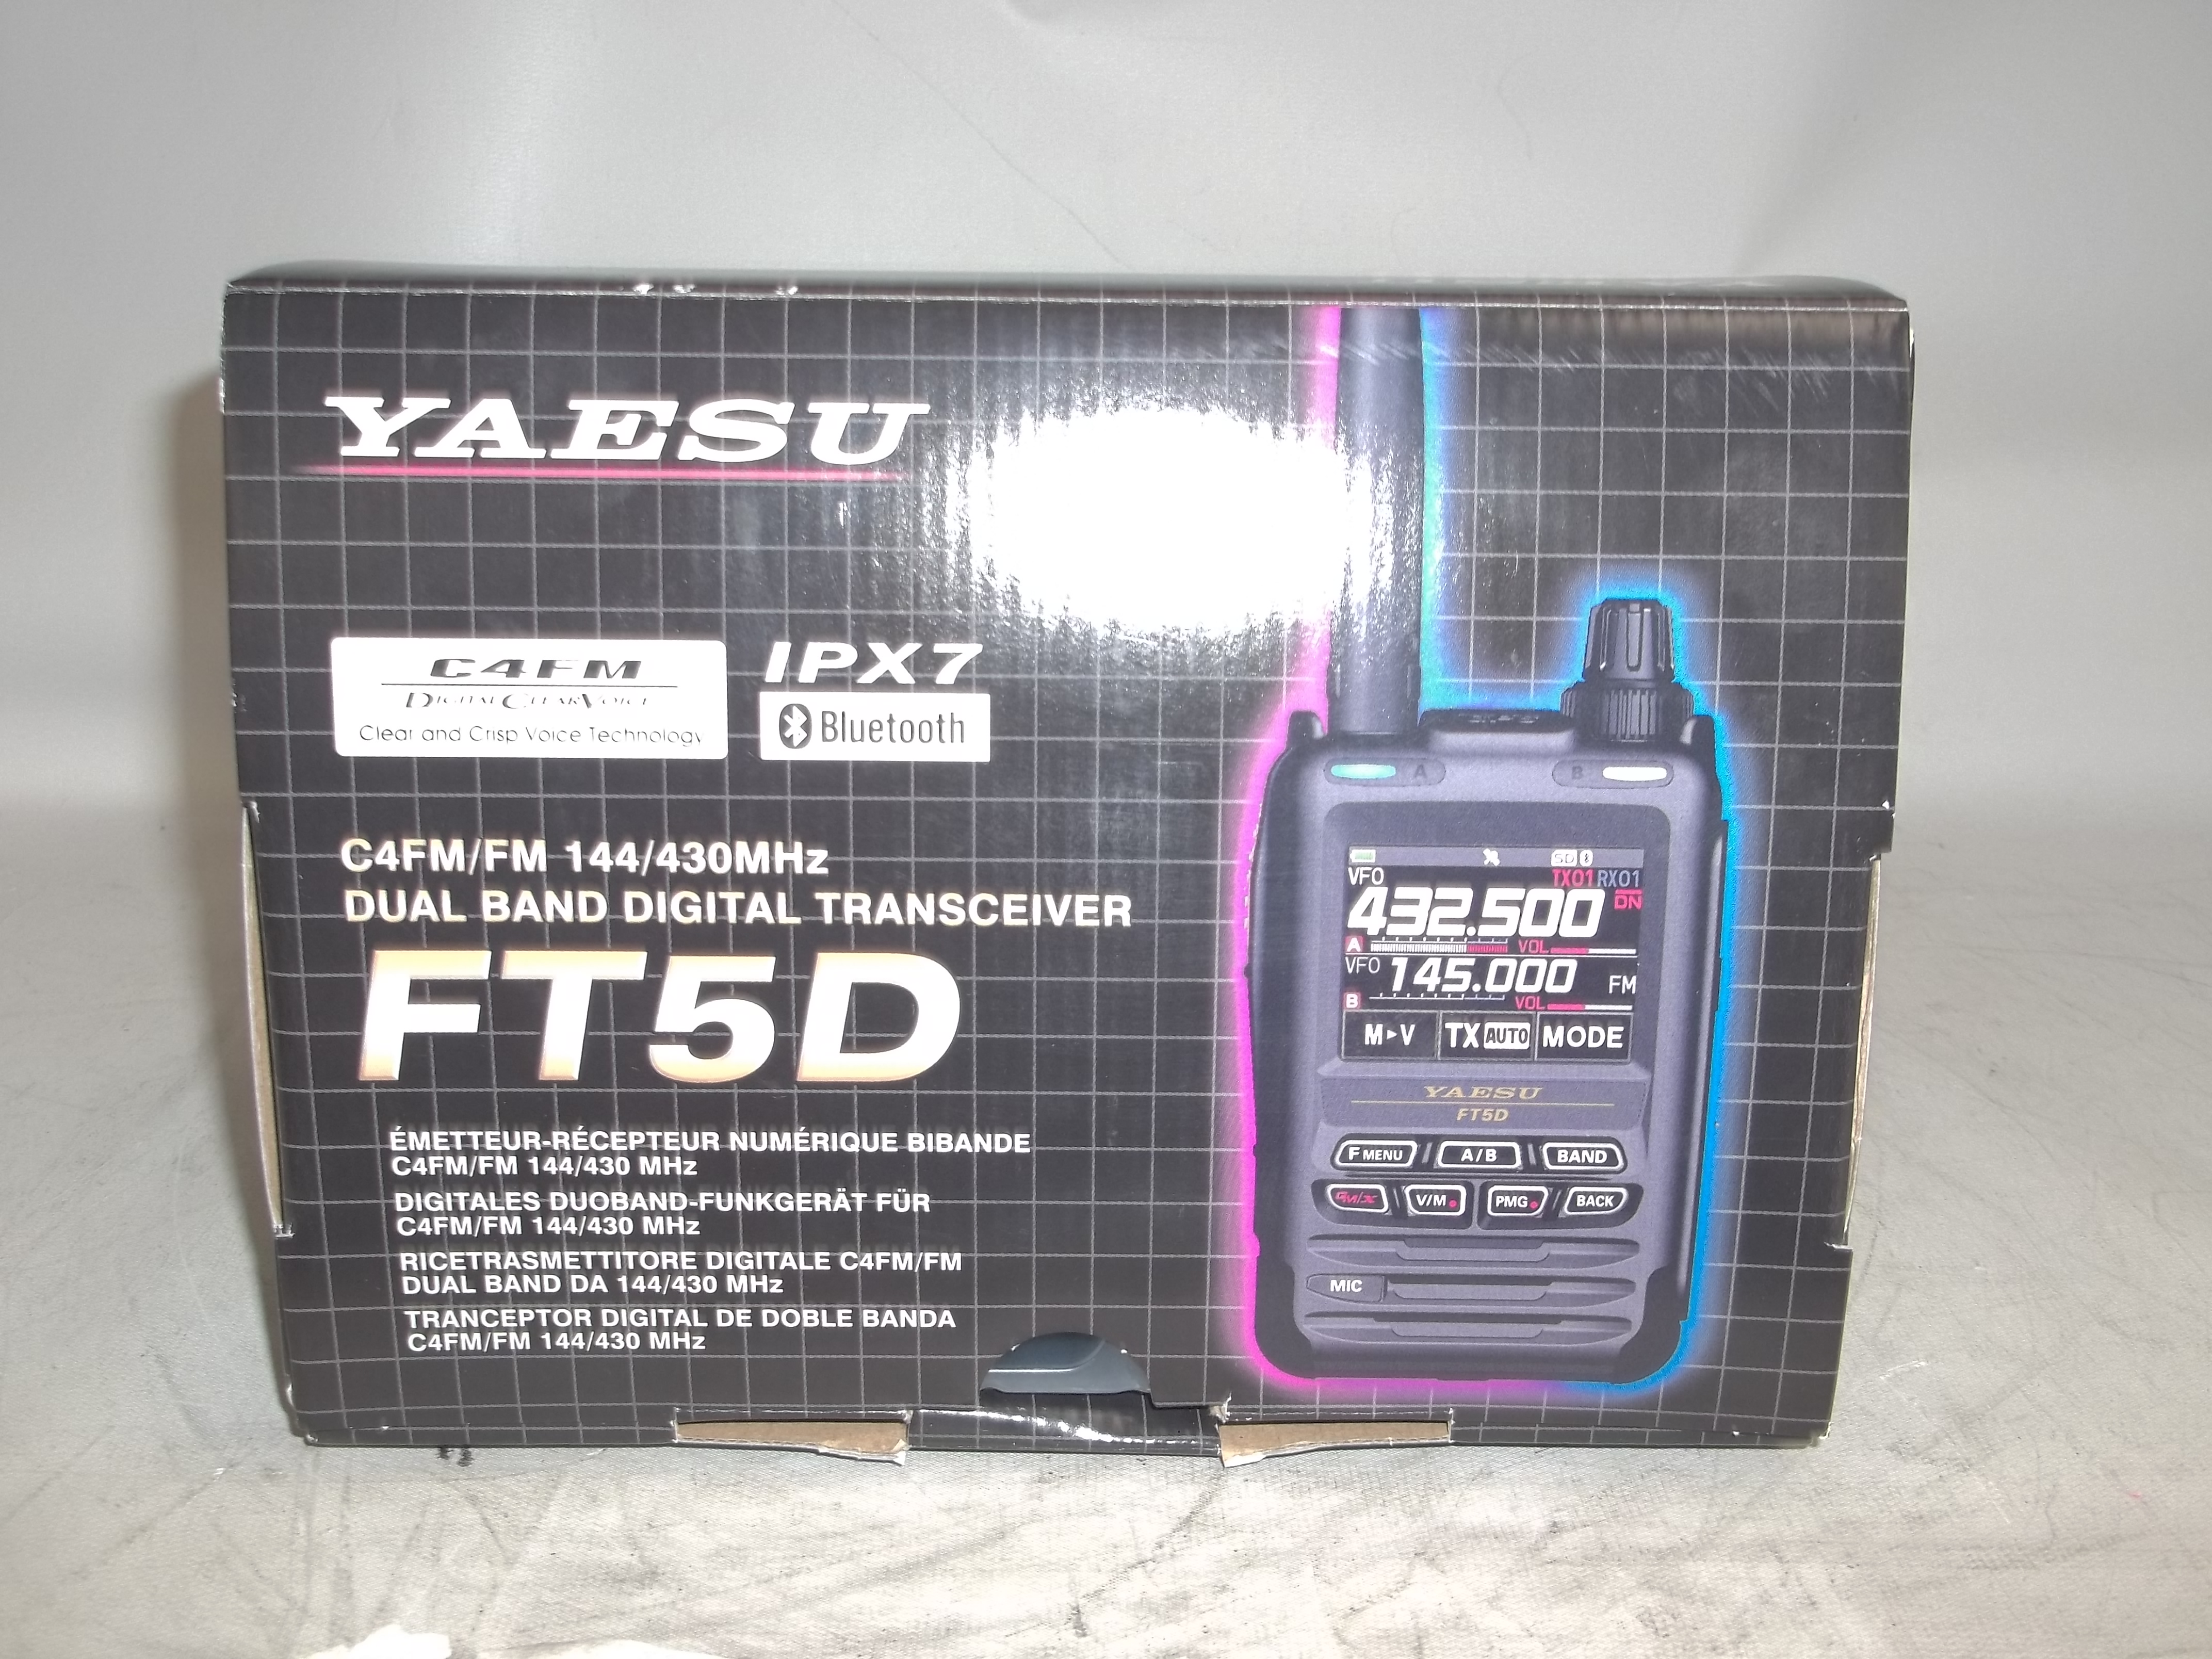 YAESU
C4FM
DIGITAL CLEAR VOICE
Clear and Crisp Voice Technology
IPX7
Bluetooth
C4FM/FM 144/430MHz
DUAL BAND DIGITAL TRANSCEIVER
FT5D
ÉMETTEUR-RÉCEPTEUR NUMÉRIQUE BIBANDE
C4FM/FM 144/430 MHz
DIGITALES DUOBAND-FUNKGERÄT FÜR
C4FM/FM 144/430 MHz
RICETRASMETTITORE DIGITALE C4FM/FM
DUAL BAND DA 144/430 MHz
TRANCEPTOR DIGITAL DE DOBLE BANDA
C4FM/FM 144/430 MHz
A B
SD
VFO TX01 RX01
432.500 DN
A VOL
VFO 145.000 FM
B VOL
M▸V TX AUTO MODE
YAESU
FT5D
F MENU A/B BAND
GM/X V/M PMG BACK
MIC